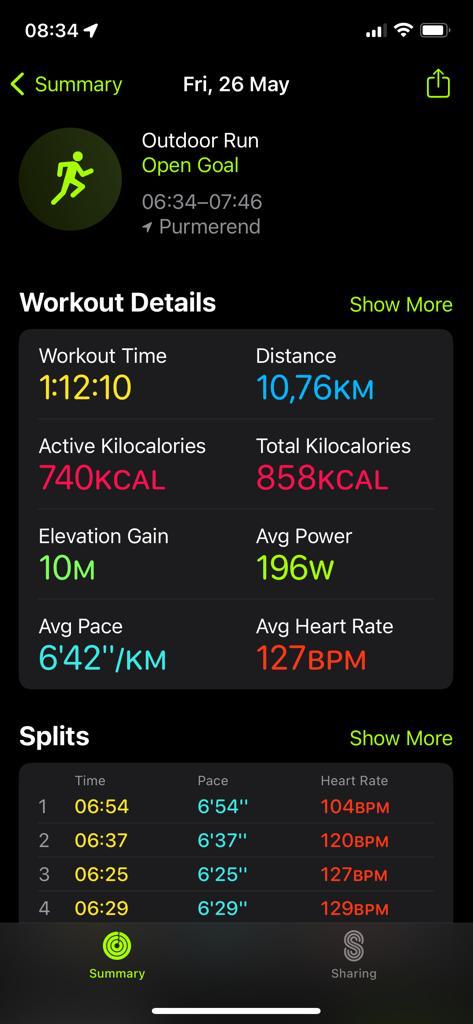 08:34
Summary
Fri, 26 May
Outdoor Run
Open Goal
06:34–07:46
Purmerend
Workout Details
Show More
Workout Time
Distance
1:12:10
10,76KM
Active Kilocalories
Total Kilocalories
740KCAL
858KCAL
Elevation Gain
Avg Power
10M
196W
Avg Pace
Avg Heart Rate
6'42''/KM
127BPM
Splits
Show More
Time Pace Heart Rate
1 06:54 6'54'' 104BPM
2 06:37 6'37'' 120BPM
3 06:25 6'25'' 127BPM
4 06:29 6'29'' 129BPM
Summary
Sharing